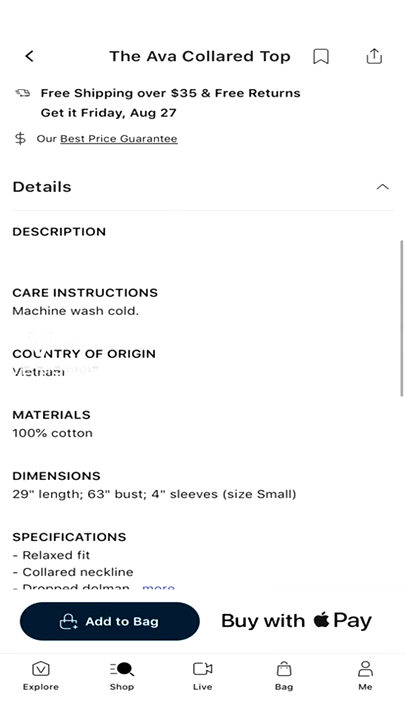 The Ava Collared Top
Free Shipping over $35 & Free Returns
Get it Friday, Aug 27
$ Our Best Price Guarantee
Details
DESCRIPTION
CARE INSTRUCTIONS
Machine wash cold.
COUNTRY OF ORIGIN
Vietnam
MATERIALS
100% cotton
DIMENSIONS
29" length; 63" bust; 4" sleeves (size Small)
SPECIFICATIONS
- Relaxed fit
- Collared neckline
- Dropped dolman more
Add to Bag
Buy with Pay
Explore
Shop
Live
Bag
Me